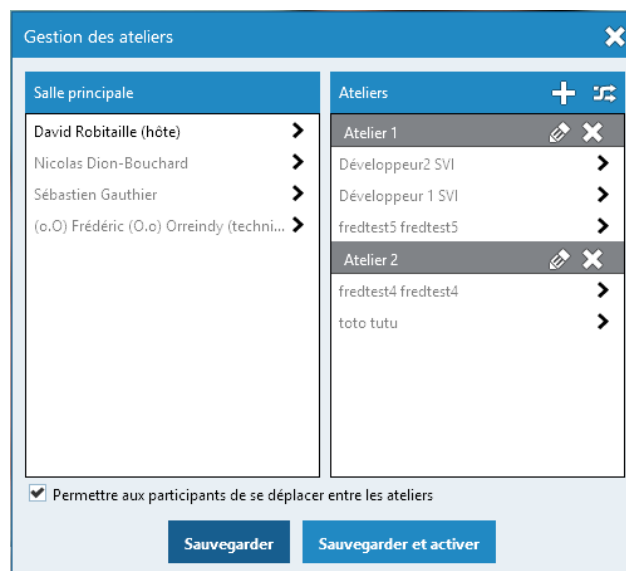 Gestion des ateliers
Salle principale
David Robitaille (hôte)
Nicolas Dion-Bouchard
Sébastien Gauthier
(o.O) Frédéric (O.o) Orreindy (techni...
Ateliers
Atelier 1
Développeur2 SVI
Développeur 1 SVI
fredtest5 fredtest5
Atelier 2
fredtest4 fredtest4
toto tutu
Permettre aux participants de se déplacer entre les ateliers
Sauvegarder
Sauvegarder et activer